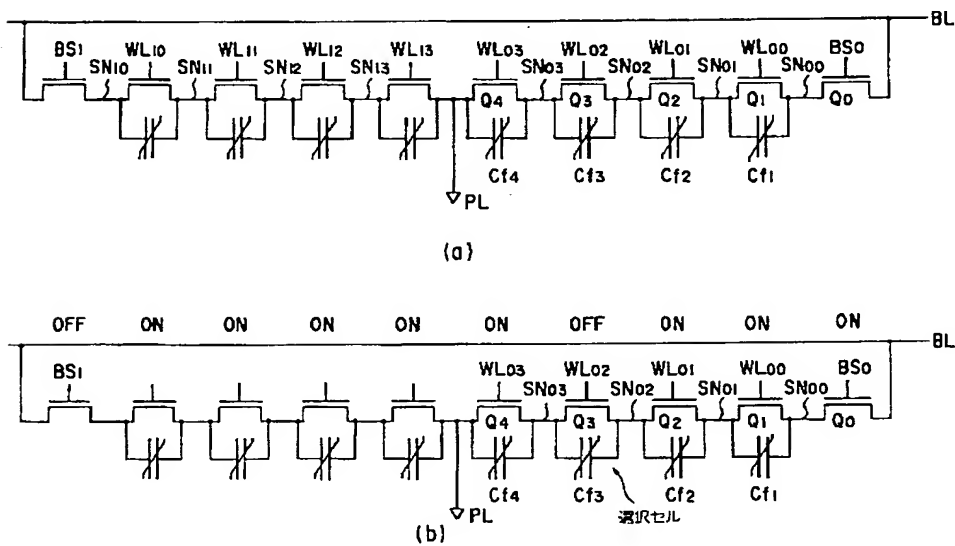 BL
BS1 WL10 WL11 WL12 WL13 WL03 WL02 WL01 WL00 BS0
SN10 SN11 SN12 SN13 SN03 SN02 SN01 SN00
Q4 Q3 Q2 Q1 Q0
Cf4 Cf3 Cf2 Cf1
PL
(a)
OFF ON ON ON ON ON OFF ON ON ON
BL
BS1 WL03 WL02 WL01 WL00 BS0
SN03 SN02 SN01 SN00
Q4 Q3 Q2 Q1 Q0
Cf4 Cf3 Cf2 Cf1
PL
選択セル
(b)